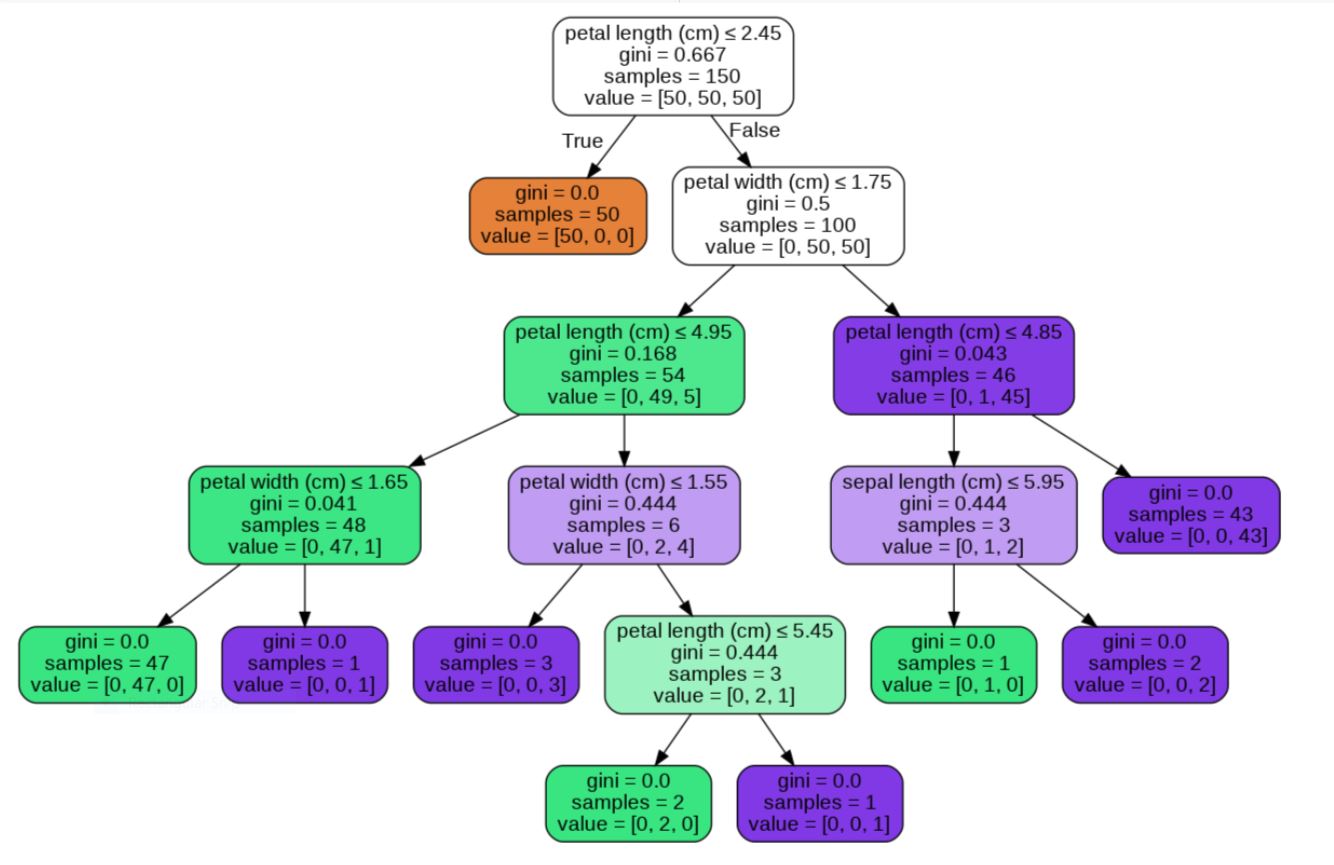 petal length (cm) ≤ 2.45
gini = 0.667
samples = 150
value = [50, 50, 50]
True
False
gini = 0.0
samples = 50
value = [50, 0, 0]
petal width (cm) ≤ 1.75
gini = 0.5
samples = 100
value = [0, 50, 50]
petal length (cm) ≤ 4.95
gini = 0.168
samples = 54
value = [0, 49, 5]
petal length (cm) ≤ 4.85
gini = 0.043
samples = 46
value = [0, 1, 45]
petal width (cm) ≤ 1.65
gini = 0.041
samples = 48
value = [0, 47, 1]
petal width (cm) ≤ 1.55
gini = 0.444
samples = 6
value = [0, 2, 4]
sepal length (cm) ≤ 5.95
gini = 0.444
samples = 3
value = [0, 1, 2]
gini = 0.0
samples = 43
value = [0, 0, 43]
gini = 0.0
samples = 47
value = [0, 47, 0]
gini = 0.0
samples = 1
value = [0, 0, 1]
gini = 0.0
samples = 3
value = [0, 0, 3]
petal length (cm) ≤ 5.45
gini = 0.444
samples = 3
value = [0, 2, 1]
gini = 0.0
samples = 1
value = [0, 1, 0]
gini = 0.0
samples = 2
value = [0, 0, 2]
gini = 0.0
samples = 2
value = [0, 2, 0]
gini = 0.0
samples = 1
value = [0, 0, 1]